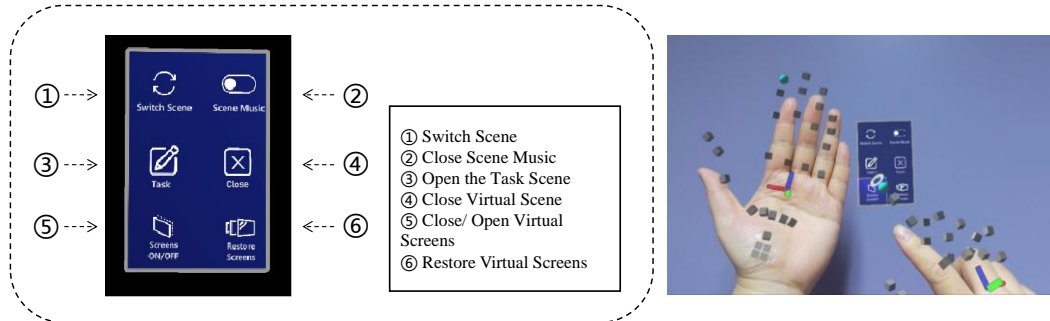 ①
②
Switch Scene
Scene Music
③
④
Task
Close
⑤
⑥
Screens
ON/OFF
Restore
Screens
① Switch Scene
② Close Scene Music
③ Open the Task Scene
④ Close Virtual Scene
⑤ Close/ Open Virtual
Screens
⑥ Restore Virtual Screens